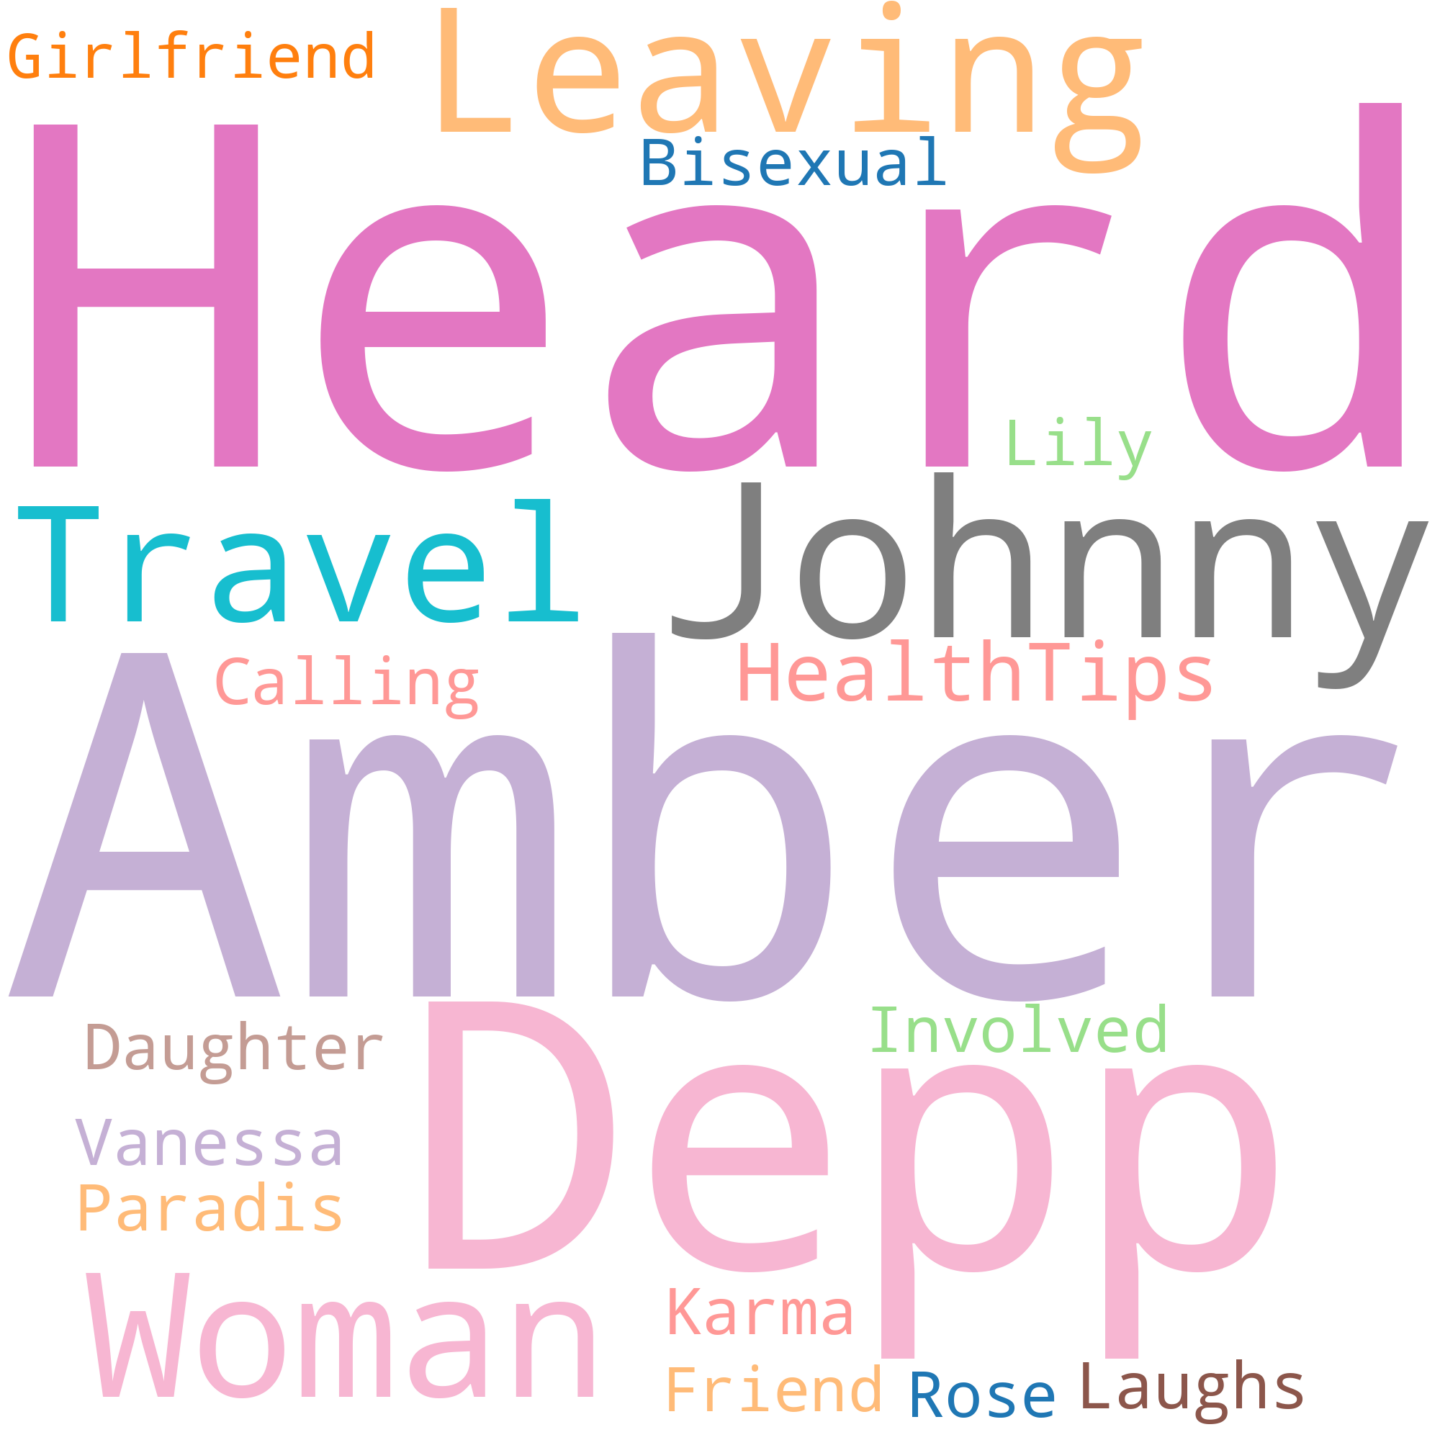 Girlfriend
Leaving
Bisexual
Heard
Lily
Travel
Johnny
Calling
HealthTips
Amber
Daughter
Involved
Depp
Vanessa
Paradis
Woman
Karma
Friend
Rose
Laughs